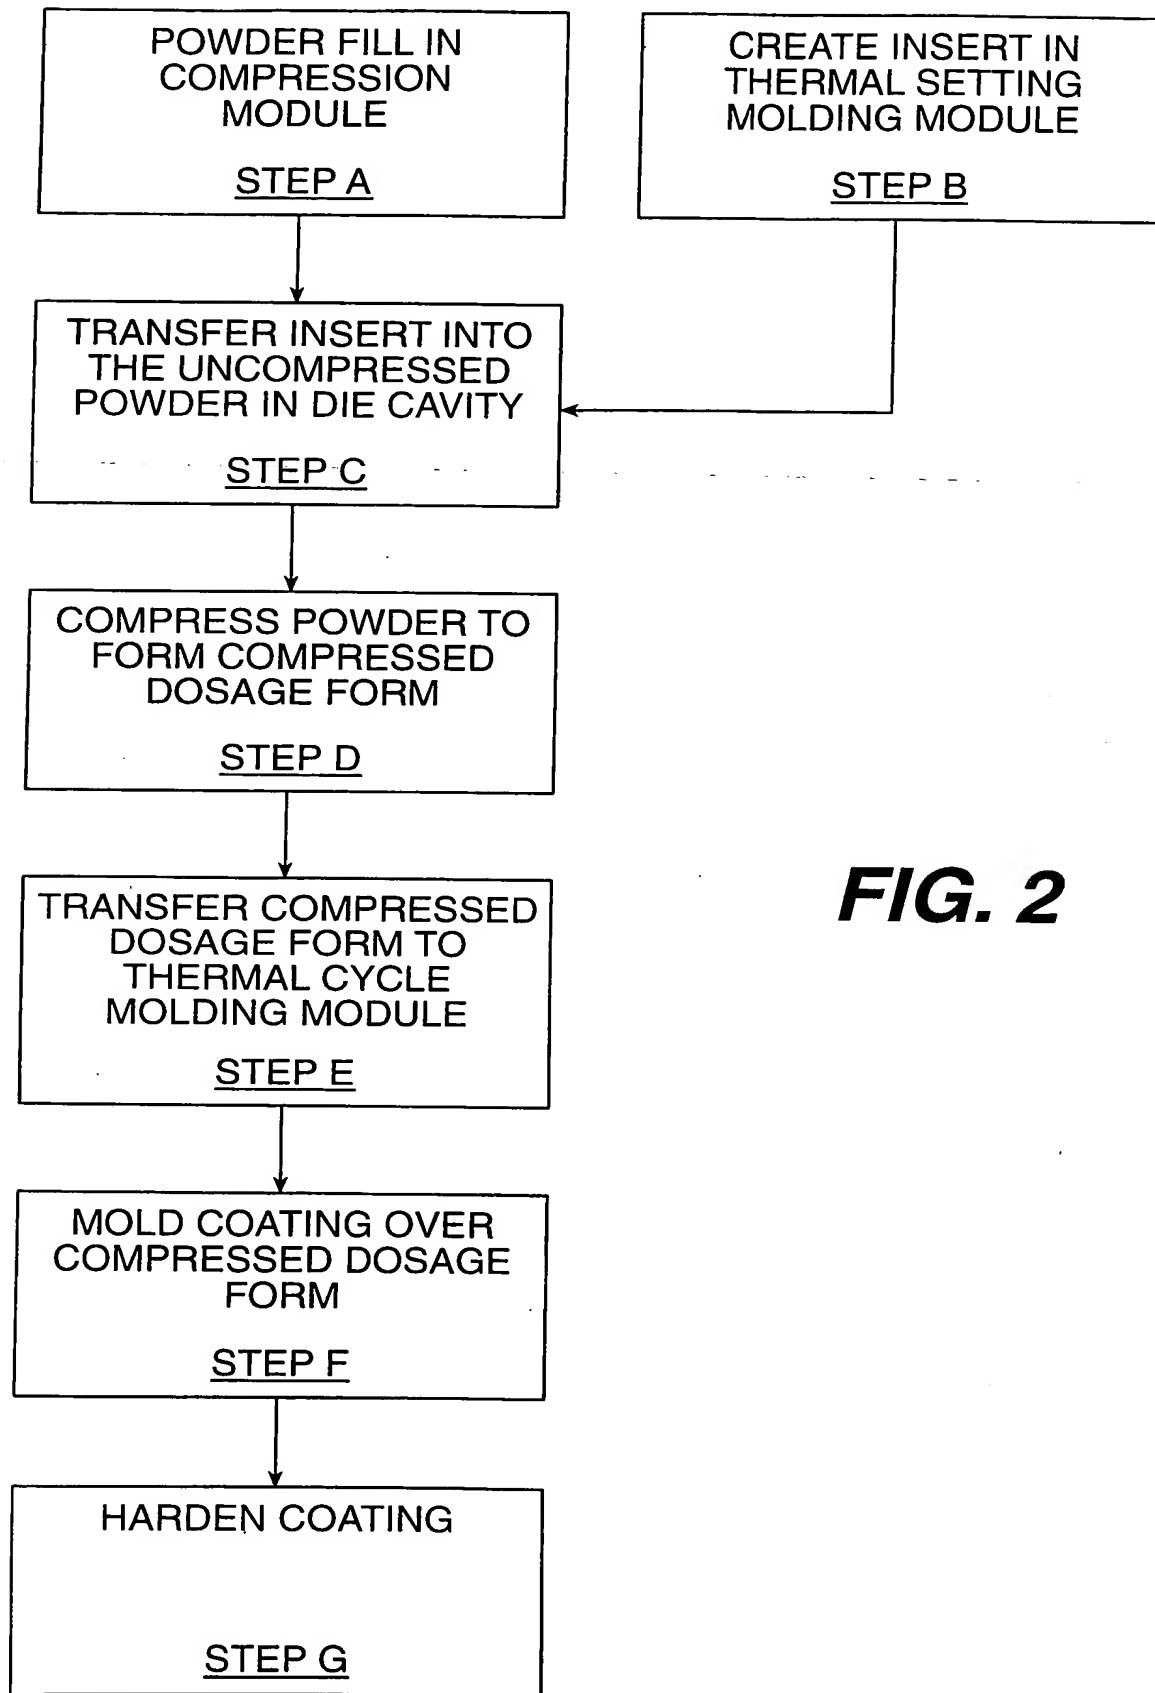 POWDER FILL IN
COMPRESSION
MODULE
STEP A
CREATE INSERT IN
THERMAL SETTING
MOLDING MODULE
STEP B
TRANSFER INSERT INTO
THE UNCOMPRESSED
POWDER IN DIE CAVITY
STEP C
COMPRESS POWDER TO
FORM COMPRESSED
DOSAGE FORM
STEP D
FIG. 2
TRANSFER COMPRESSED
DOSAGE FORM TO
THERMAL CYCLE
MOLDING MODULE
STEP E
MOLD COATING OVER
COMPRESSED DOSAGE
FORM
STEP F
HARDEN COATING
STEP G